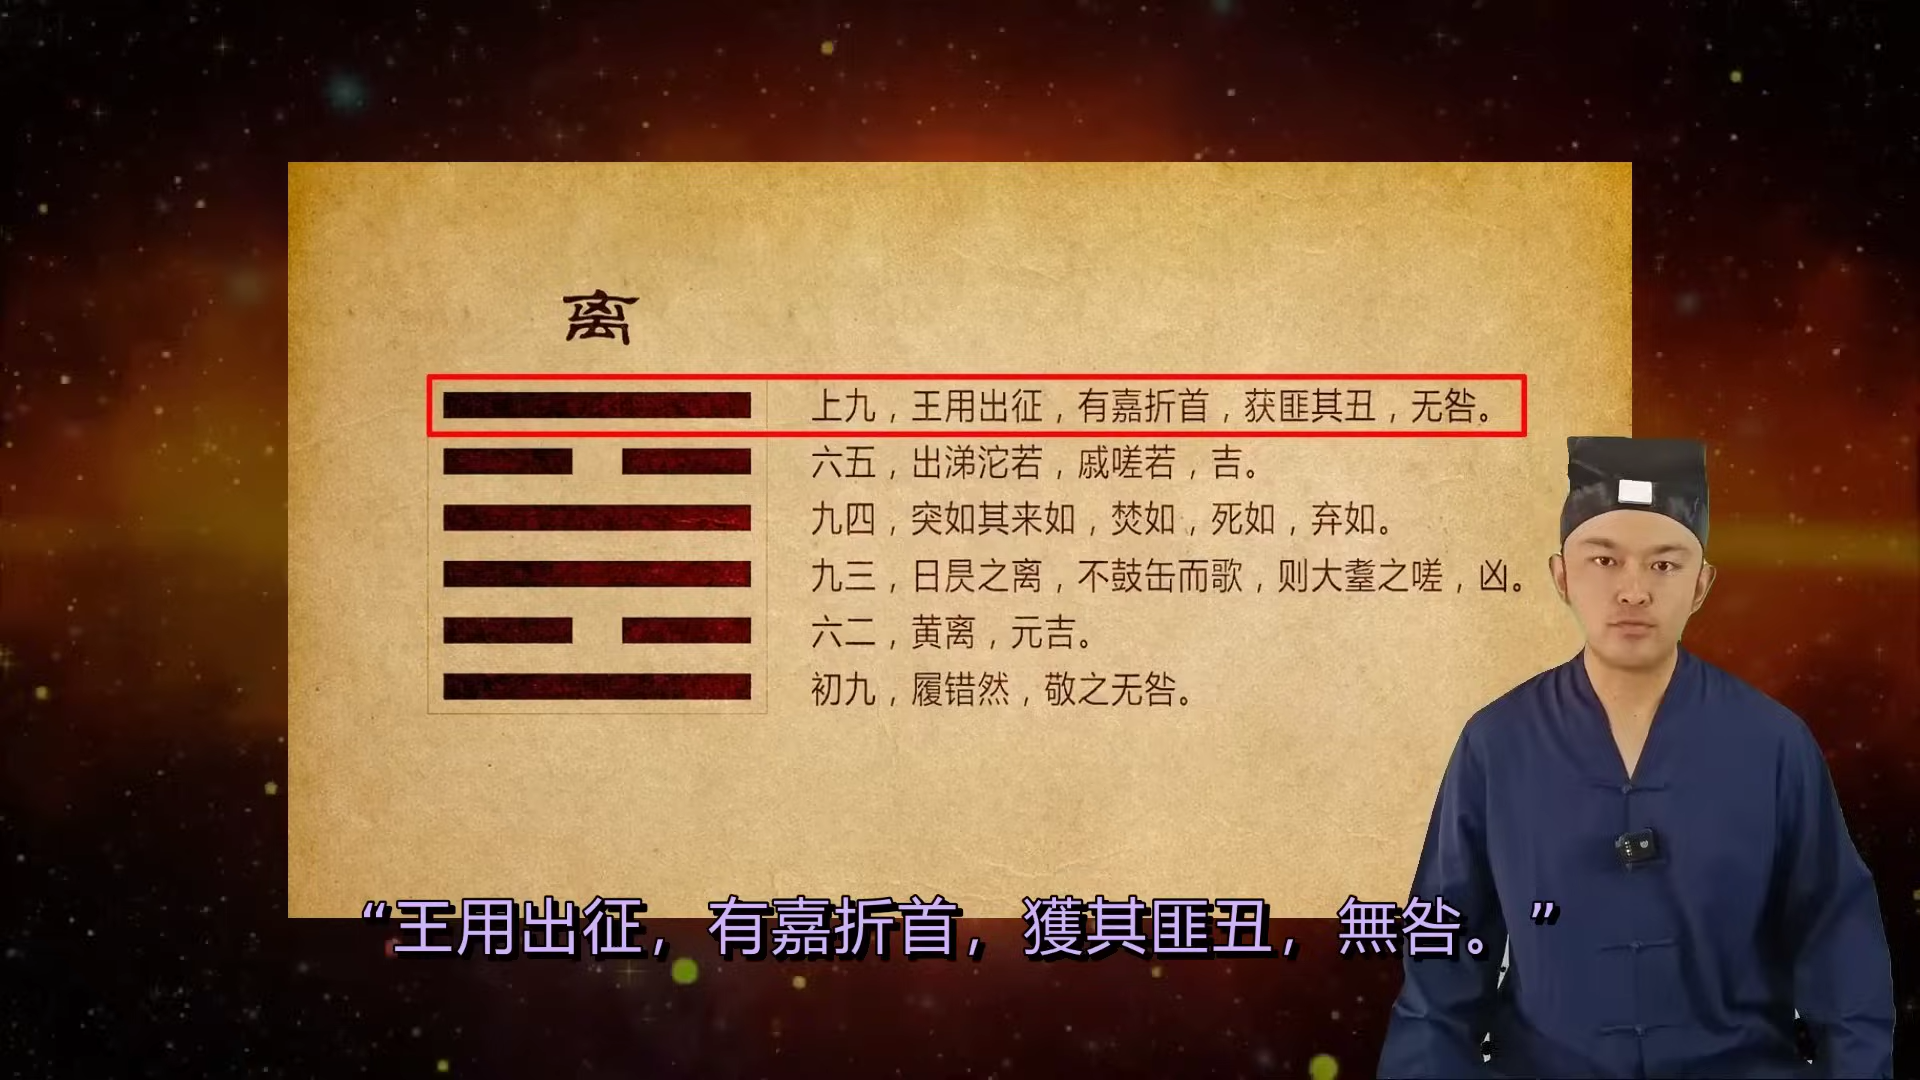 离
上九，王用出征，有嘉折首，获匪其丑，无咎。
六五，出涕沱若，戚嗟若，吉。
九四，突如其来如，焚如，死如，弃如。
九三，日昃之离，不鼓缶而歌，则大耋之嗟，凶。
六二，黄离，元吉。
初九，履错然，敬之无咎。
“王用出征，有嘉折首，獲其匪丑，無咎。”